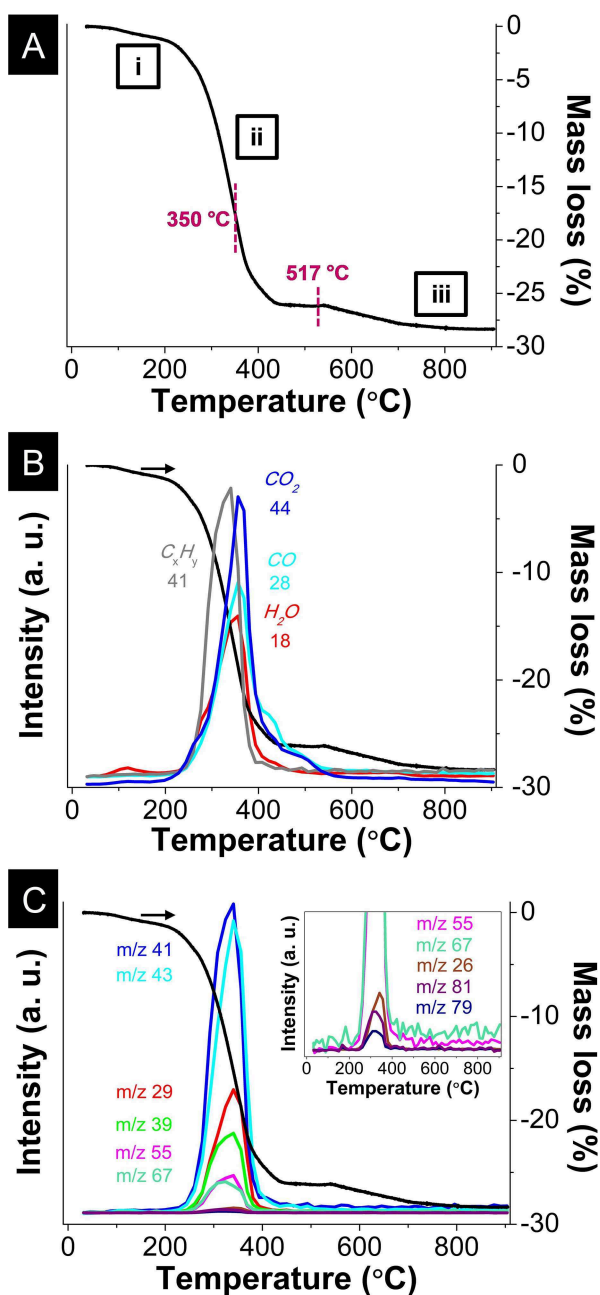 A
i
ii
iii
350 °C
517 °C
0
-5
-10
-15
-20
-25
-30
Mass loss (%)
0 200 400 600 800
Temperature (°C)
B
CO2
44
CxHy
41
CO
28
H2O
18
Intensity (a. u.)
0
-10
-20
-30
Mass loss (%)
0 200 400 600 800
Temperature (°C)
C
m/z 41
m/z 43
m/z 29
m/z 39
m/z 55
m/z 67
Intensity (a. u.)
Intensity (a. u.)
m/z 55
m/z 67
m/z 26
m/z 81
m/z 79
0 200 400 600 800
Temperature (°C)
0
-10
-20
-30
Mass loss (%)
0 200 400 600 800
Temperature (°C)